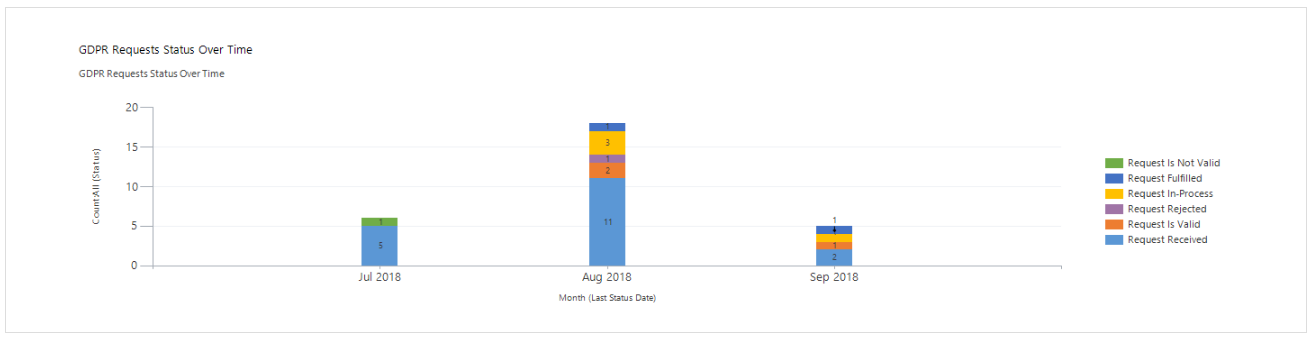 GDPR Requests Status Over Time
GDPR Requests Status Over Time
Count:All (Status)
20
15
10
5
0
1
5
1
3
1
2
11
1
1
2
Jul 2018
Aug 2018
Sep 2018
Month (Last Status Date)
Request Is Not Valid
Request Fulfilled
Request In-Process
Request Rejected
Request Is Valid
Request Received